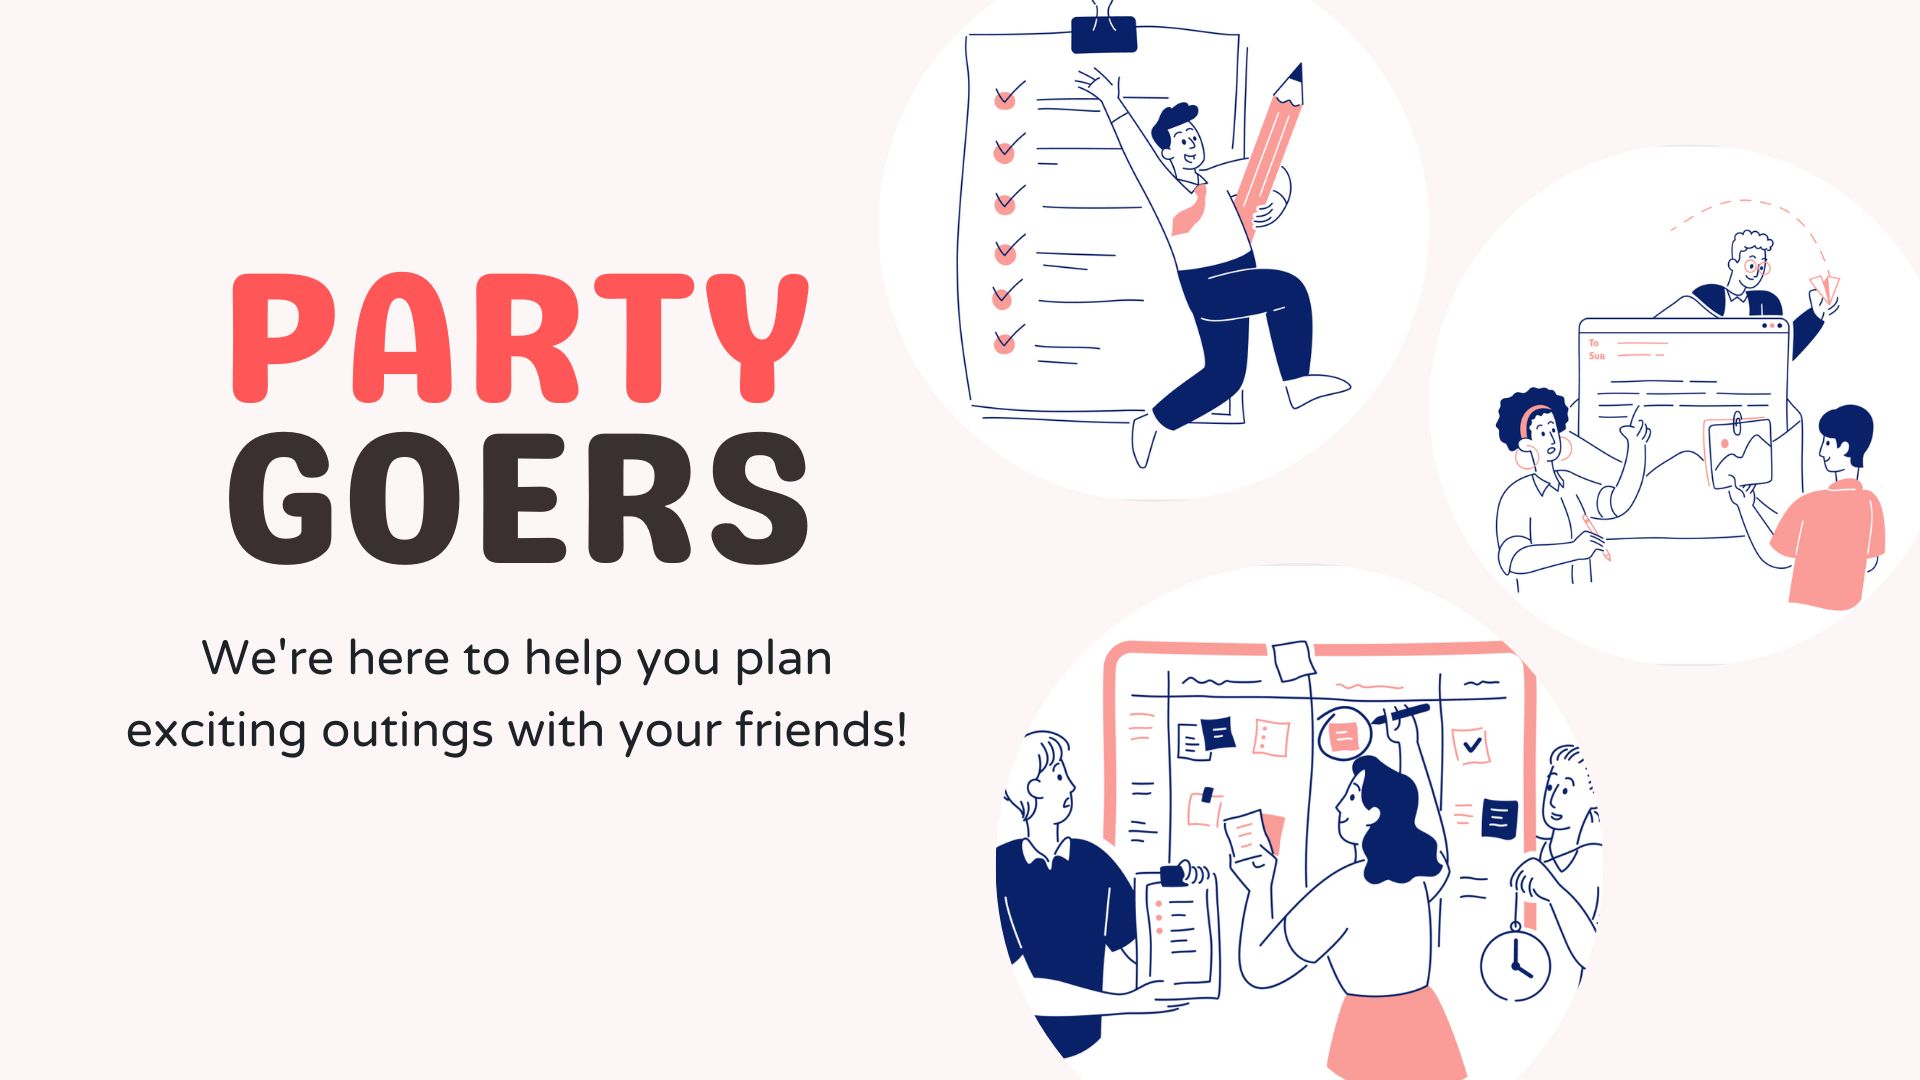 PARTY
GOERS
We're here to help you plan
exciting outings with your friends!
To
Sub